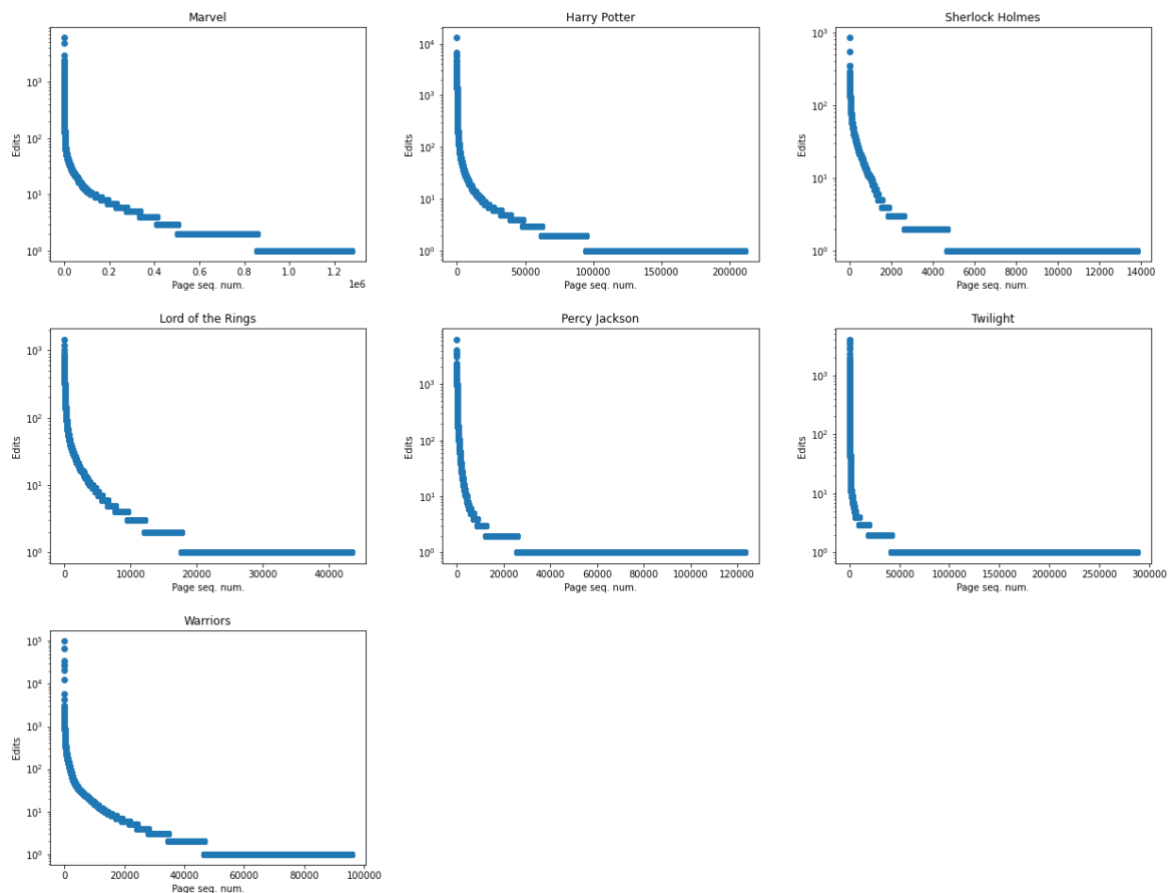 Marvel
Edits
10³
10²
10¹
10⁰
0.0 0.2 0.4 0.6 0.8 1.0 1.2
1e6
Page seq. num.
Harry Potter
Edits
10⁴
10³
10²
10¹
10⁰
0 50000 100000 150000 200000
Page seq. num.
Sherlock Holmes
Edits
10³
10²
10¹
10⁰
0 2000 4000 6000 8000 10000 12000 14000
Page seq. num.
Lord of the Rings
Edits
10³
10²
10¹
10⁰
0 10000 20000 30000 40000
Page seq. num.
Percy Jackson
Edits
10³
10²
10¹
10⁰
0 20000 40000 60000 80000 100000 120000
Page seq. num.
Twilight
Edits
10³
10²
10¹
10⁰
0 50000 100000 150000 200000 250000 300000
Page seq. num.
Warriors
Edits
10⁵
10⁴
10³
10²
10¹
10⁰
0 20000 40000 60000 80000 100000
Page seq. num.